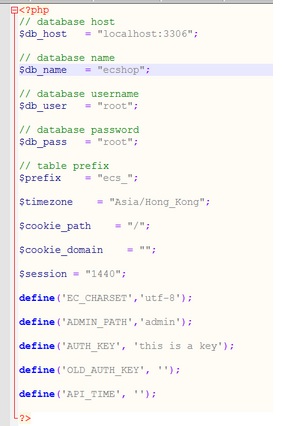 <?php
// database host
$db_host   = "localhost:3306";
// database name
$db_name   = "ecshop";
// database username
$db_user   = "root";
// database password
$db_pass   = "root";
// table prefix
$prefix    = "ecs_";
$timezone    = "Asia/Hong_Kong";
$cookie_path    = "/";
$cookie_domain    = "";
$session = "1440";
define('EC_CHARSET','utf-8');
define('ADMIN_PATH','admin');
define('AUTH_KEY', 'this is a key');
define('OLD_AUTH_KEY', '');
define('API_TIME', '');
?>